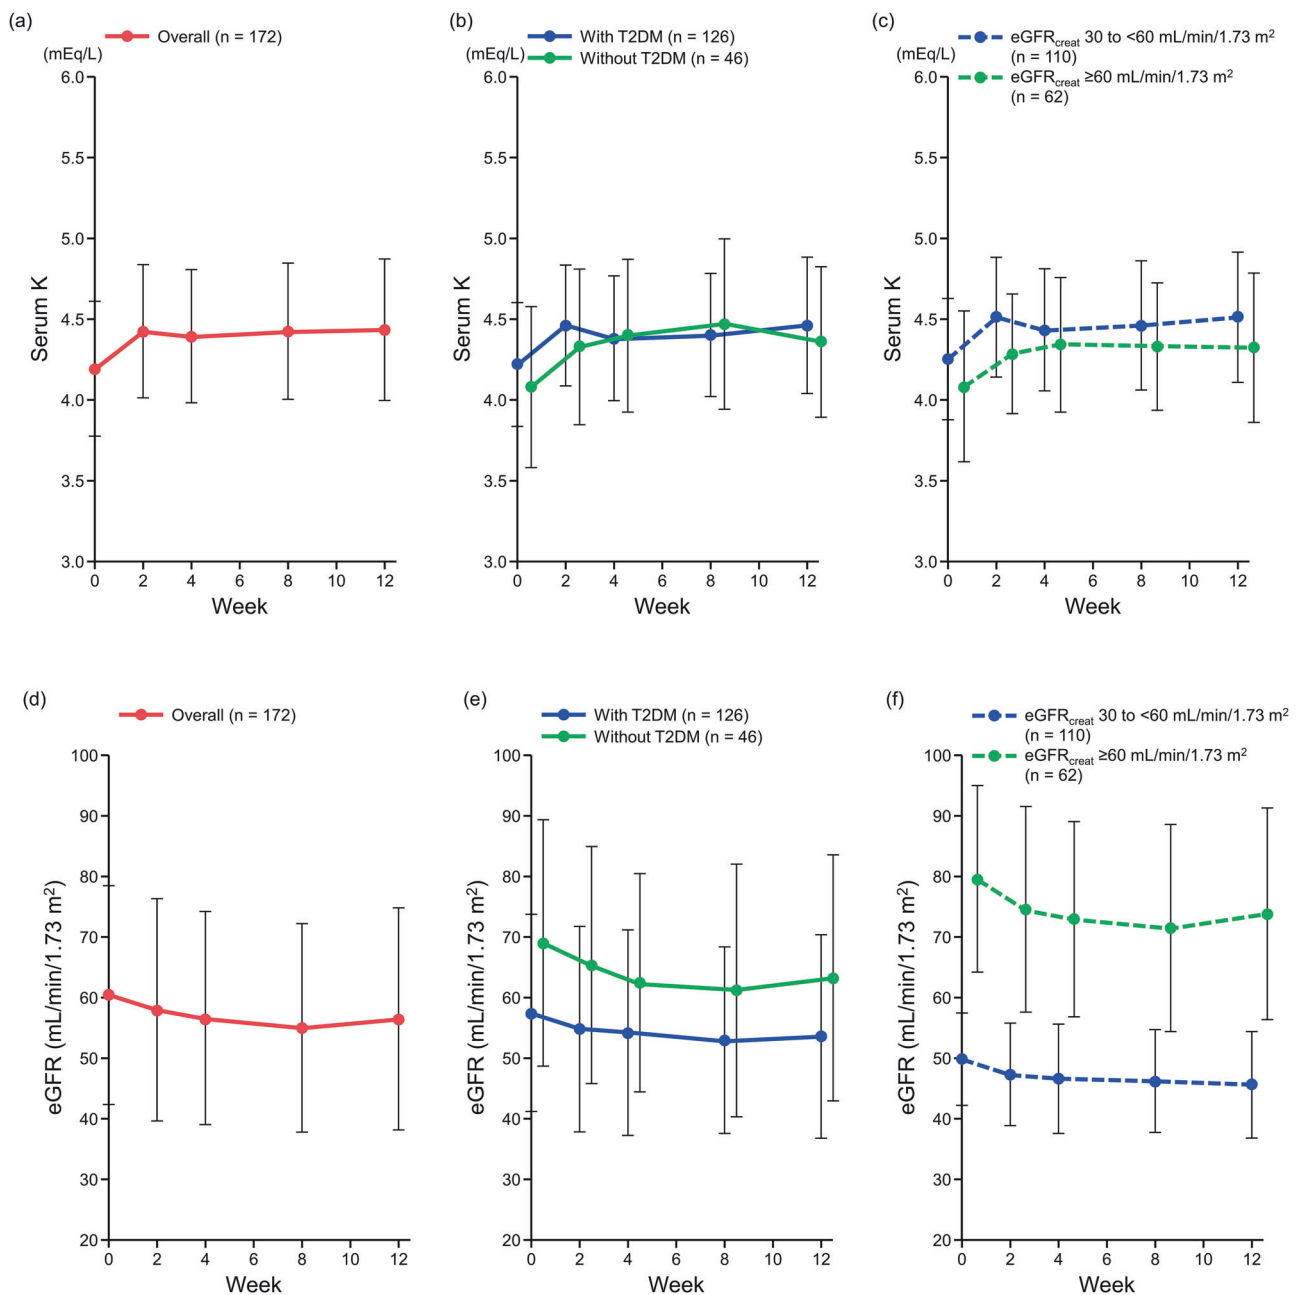 (a)
(mEq/L)
Overall (n = 172)
6.0
5.5
5.0
4.5
4.0
3.5
3.0
Serum K
0 2 4 6 8 10 12
Week
(b)
(mEq/L)
With T2DM (n = 126)
Without T2DM (n = 46)
6.0
5.5
5.0
4.5
4.0
3.5
3.0
Serum K
0 2 4 6 8 10 12
Week
(c)
(mEq/L)
eGFRcreat 30 to <60 mL/min/1.73 m²
(n = 110)
eGFRcreat ≥60 mL/min/1.73 m²
(n = 62)
6.0
5.5
5.0
4.5
4.0
3.5
3.0
Serum K
0 2 4 6 8 10 12
Week
(d)
Overall (n = 172)
100
90
80
70
60
50
40
30
20
eGFR (mL/min/1.73 m²)
0 2 4 6 8 10 12
Week
(e)
With T2DM (n = 126)
Without T2DM (n = 46)
100
90
80
70
60
50
40
30
20
eGFR (mL/min/1.73 m²)
0 2 4 6 8 10 12
Week
(f)
eGFRcreat 30 to <60 mL/min/1.73 m²
(n = 110)
eGFRcreat ≥60 mL/min/1.73 m²
(n = 62)
100
90
80
70
60
50
40
30
20
eGFR (mL/min/1.73 m²)
0 2 4 6 8 10 12
Week